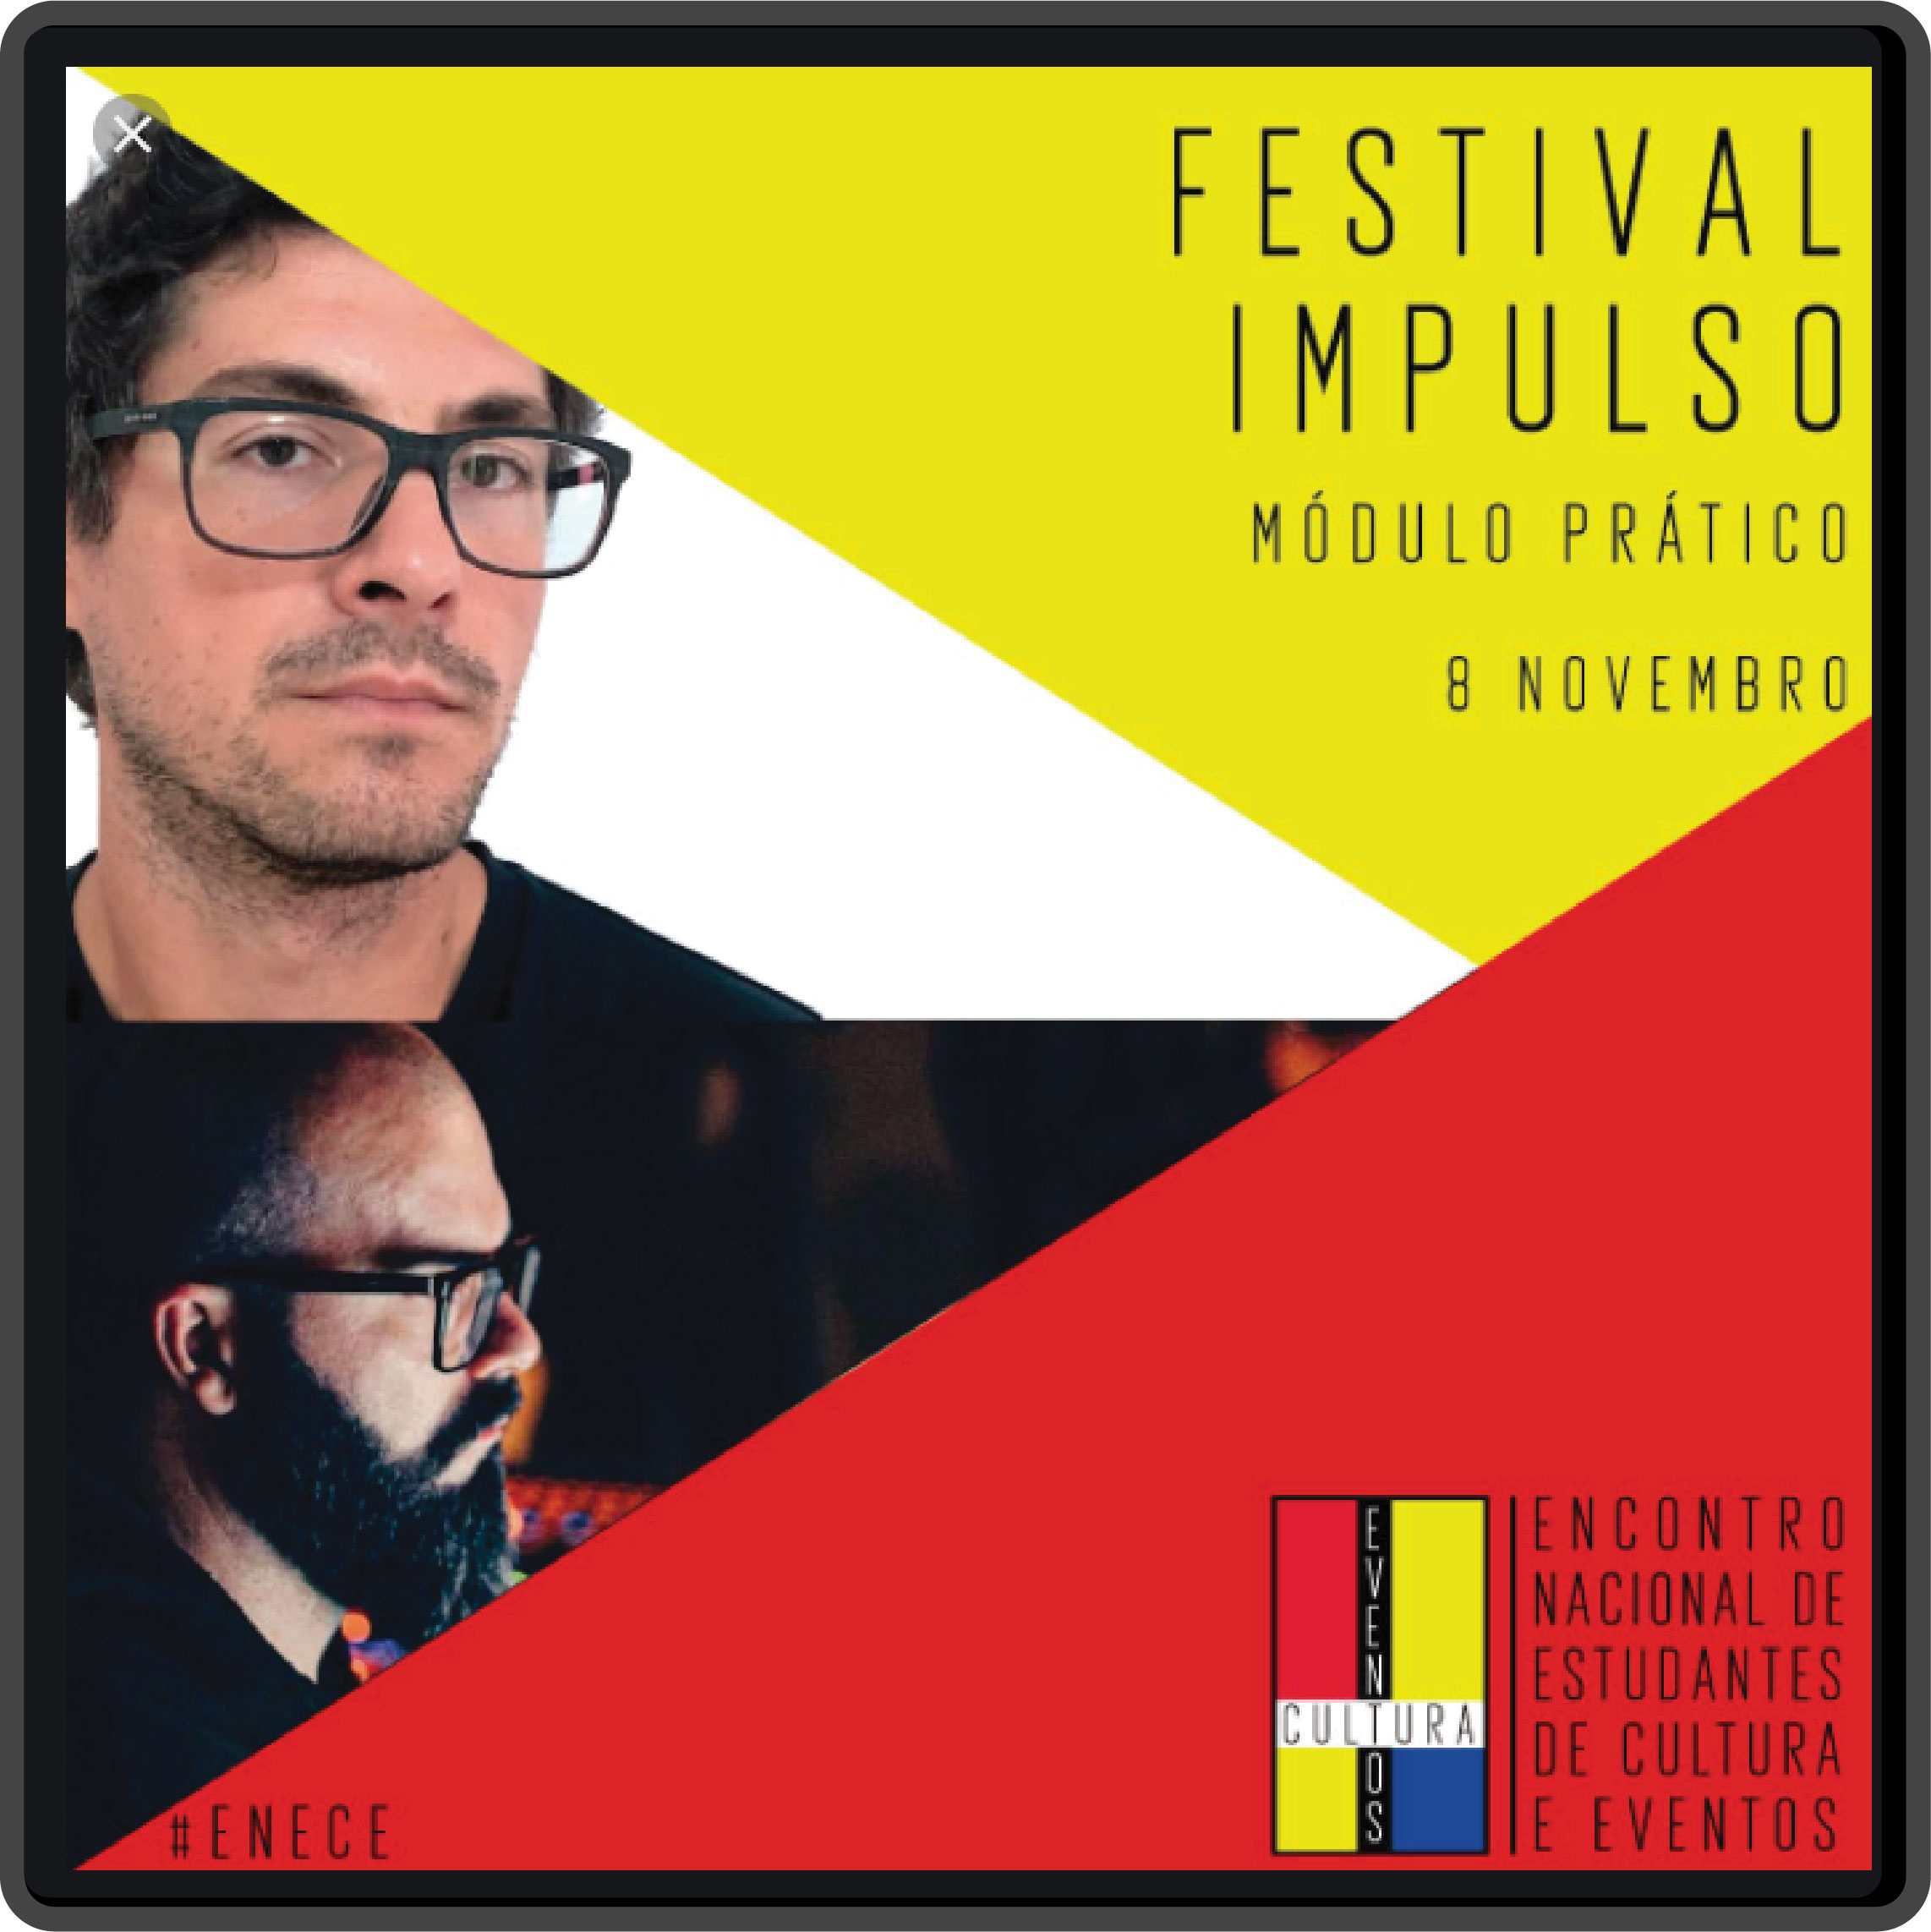 FESTIVAL
IMPULSO
MÓDULO PRÁTICO
8 NOVEMBRO
EVENTOS
CULTURA
ENCONTRO
NACIONAL DE
ESTUDANTES
DE CULTURA
E EVENTOS
#ENECE